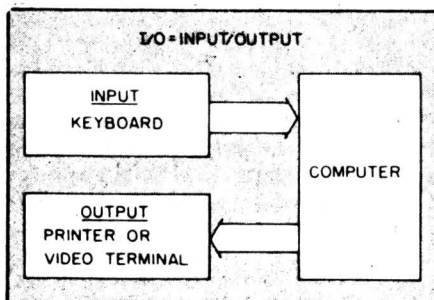 I/O = INPUT/OUTPUT
INPUT
KEYBOARD
COMPUTER
OUTPUT
PRINTER OR
VIDEO TERMINAL